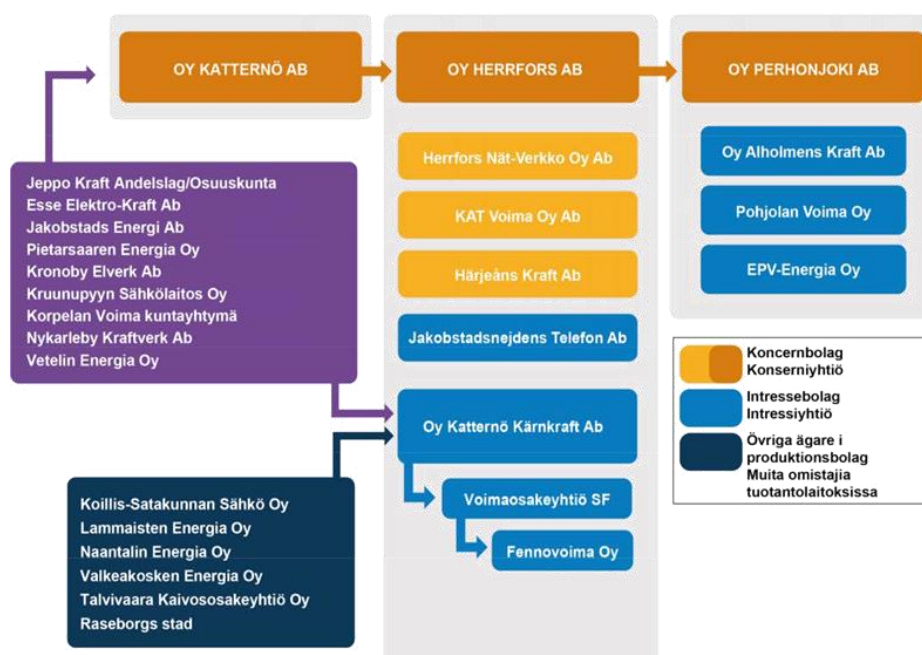 OY KATTERNÖ AB
OY HERRFORS AB
OY PERHONJOKI AB
Jeppo Kraft Andelslag/Osuuskunta
Esse Elektro-Kraft Ab
Jakobstads Energi Ab
Pietarsaaren Energia Oy
Kronoby Elverk Ab
Kruunupyyn Sähkölaitos Oy
Korpelan Voima kuntayhtymä
Nykarleby Kraftverk Ab
Vetelin Energia Oy
Koillis-Satakunnan Sähkö Oy
Lammaisten Energia Oy
Naantalin Energia Oy
Valkeakosken Energia Oy
Talvivaara Kaivososakeyhtiö Oy
Raseborgs stad
Herrfors Nät-Verkko Oy Ab
KAT Voima Oy Ab
Härjeåns Kraft Ab
Jakobstadsnejdens Telefon Ab
Oy Katternö Kärnkraft Ab
Voimaosakeyhtiö SF
Fennovoima Oy
Oy Alholmens Kraft Ab
Pohjolan Voima Oy
EPV-Energia Oy
Koncernbolag
Konserniyhtiö
Intressebolag
Intressiyhtiö
Övriga ägare i
produktionsbolag
Muita omistajia
tuotantolaitoksissa